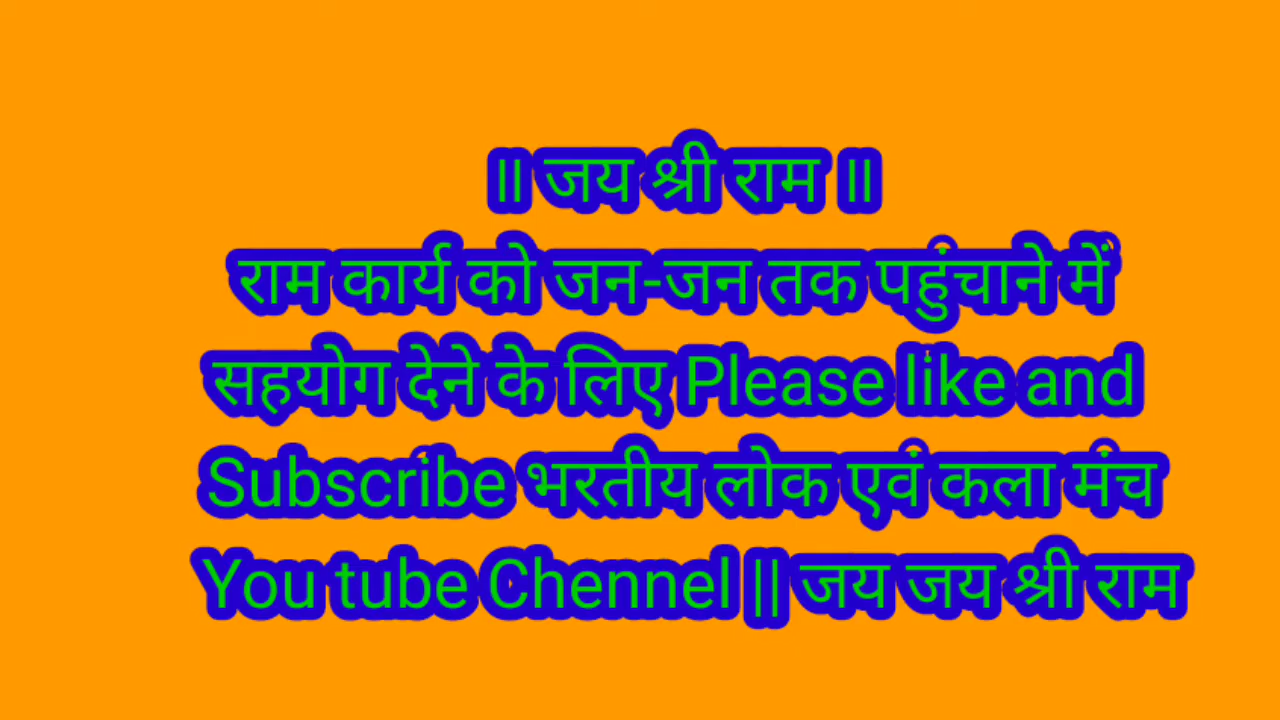 || जय श्री राम ||
राम कार्य को जन-जन तक पहुंचाने में
सहयोग देने के लिए Please like and
Subscribe भरतीय लोक एवं कला मंच
You tube Chennel || जय जय श्री राम